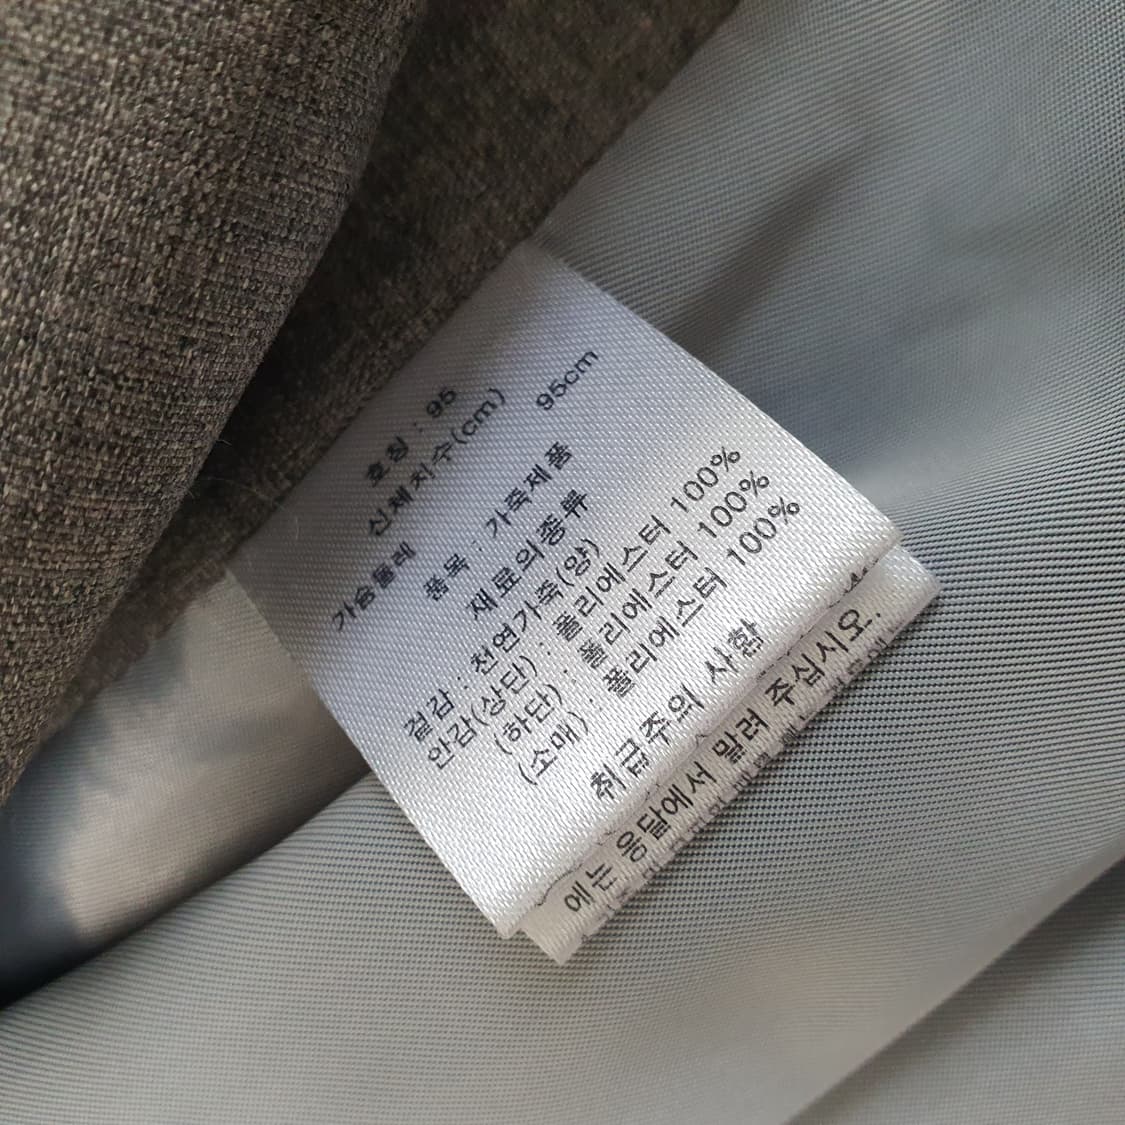 호칭 : 95
신체치수(cm)
가슴둘레 95cm
품목 : 가죽제품
재료의종류
겉감 : 천연가죽(양)
안감(상단) : 폴리에스터 100%
(하단) : 폴리에스터 100%
(소매) : 폴리에스터 100%
취급주의 사항
에는 응달에서 말려 주십시오.